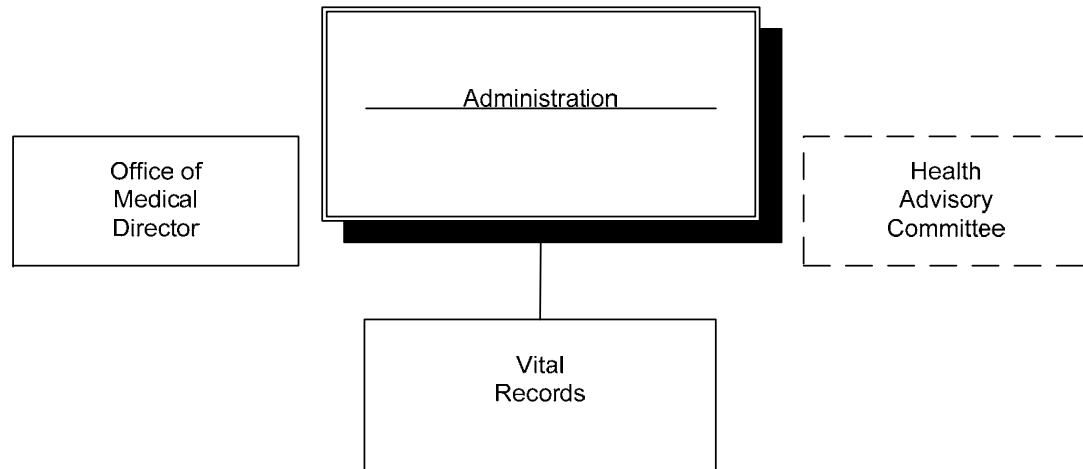 Administration
Office of
Medical
Director
Health
Advisory
Committee
Vital
Records